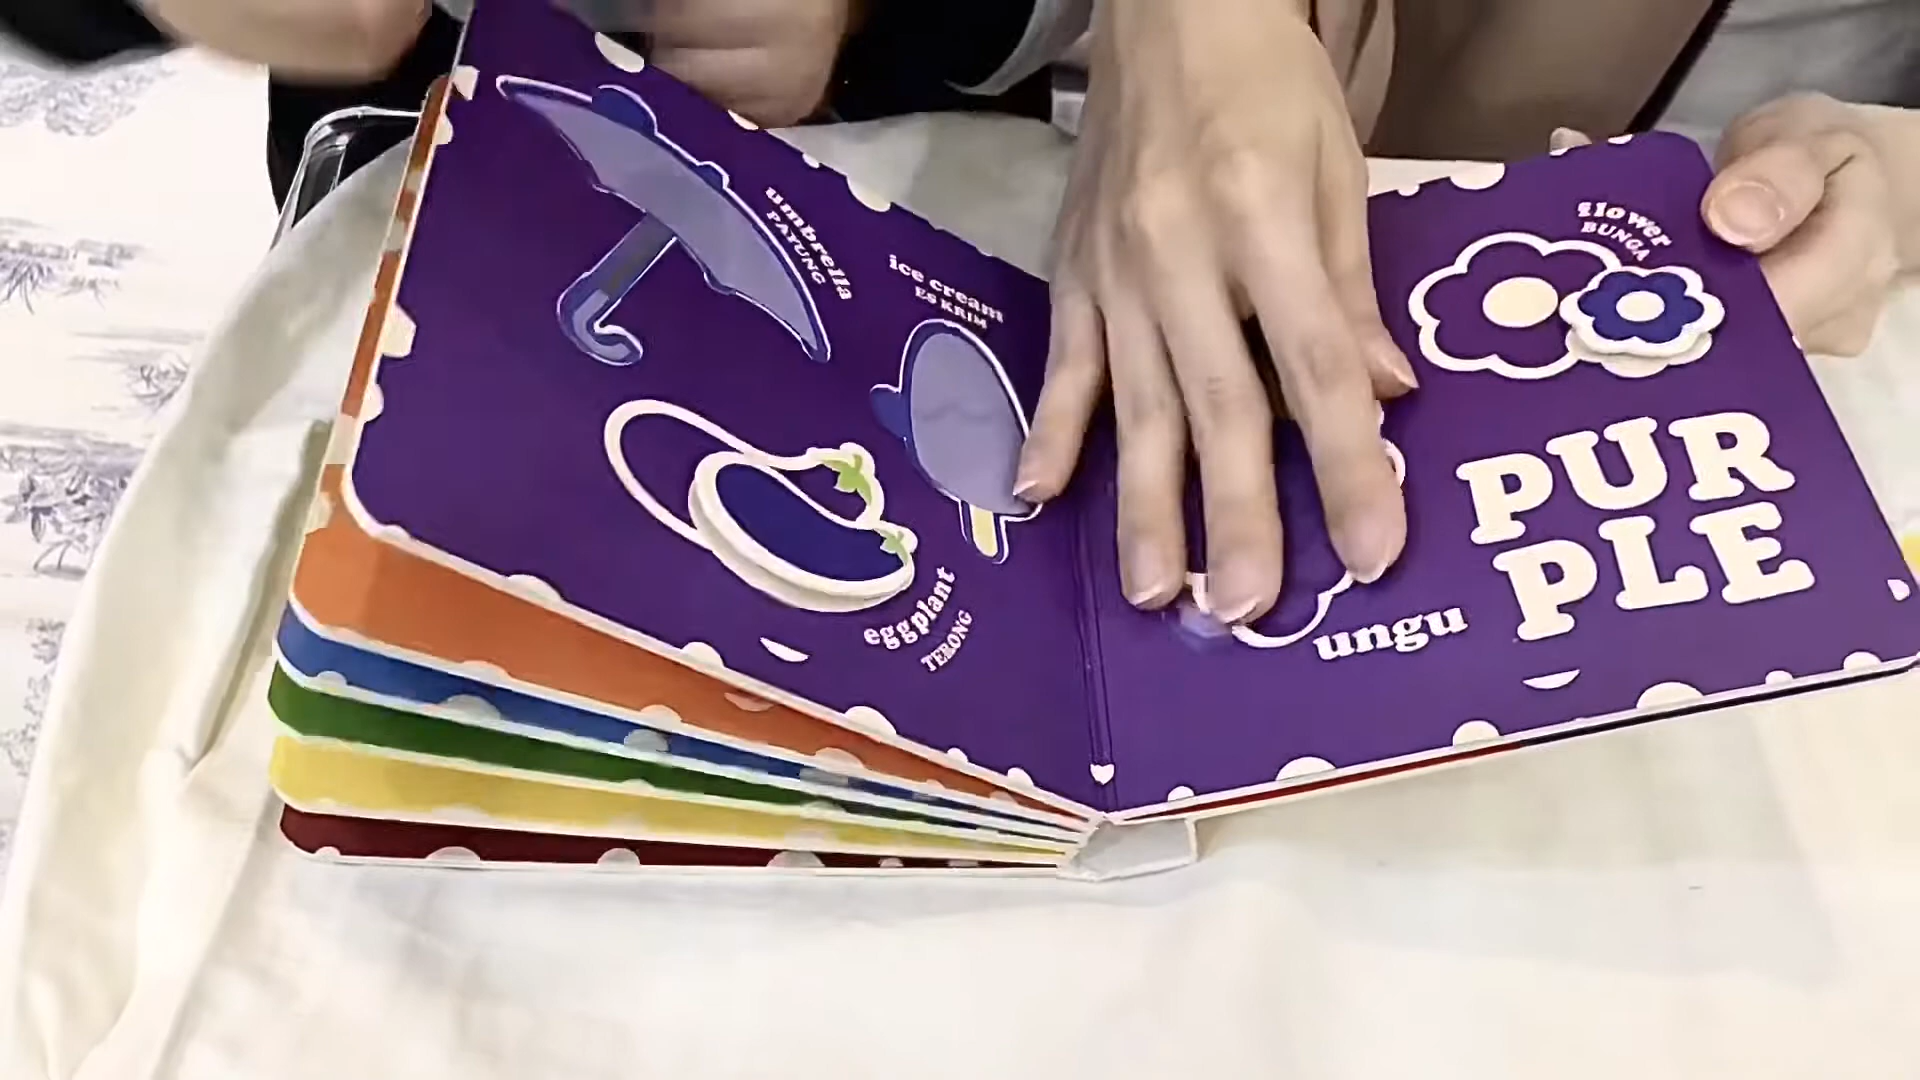 umbrella
PAYUNG
ice cream
ES KRIM
eggplant
TERONG
flower
BUNGA
PUR
PLE
ungu